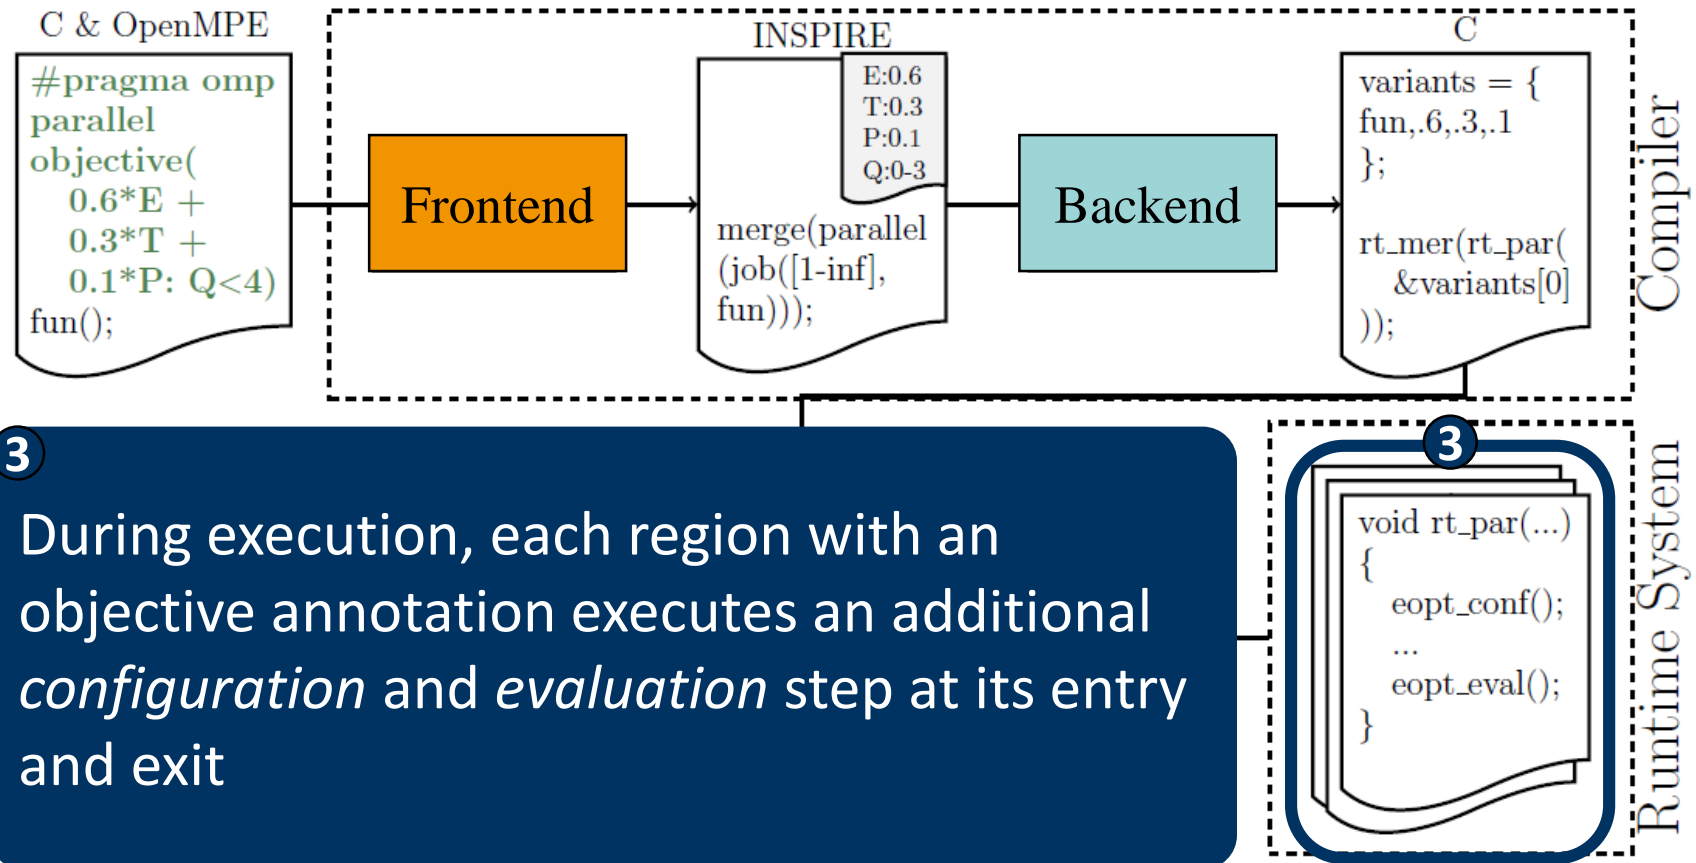 C & OpenMPE
#pragma omp
parallel
objective(
0.6*E +
0.3*T +
0.1*P: Q<4)
fun();
Frontend
INSPIRE
E:0.6
T:0.3
P:0.1
Q:0-3
merge(parallel
(job([1-inf],
fun)));
Backend
C
variants = {
fun,.6,.3,.1
};
rt_mer(rt_par(
&variants[0]
));
Compiler
3
During execution, each region with an
objective annotation executes an additional
configuration and evaluation step at its entry
and exit
3
void rt_par(...)
{
eopt_conf();
...
eopt_eval();
}
Runtime System